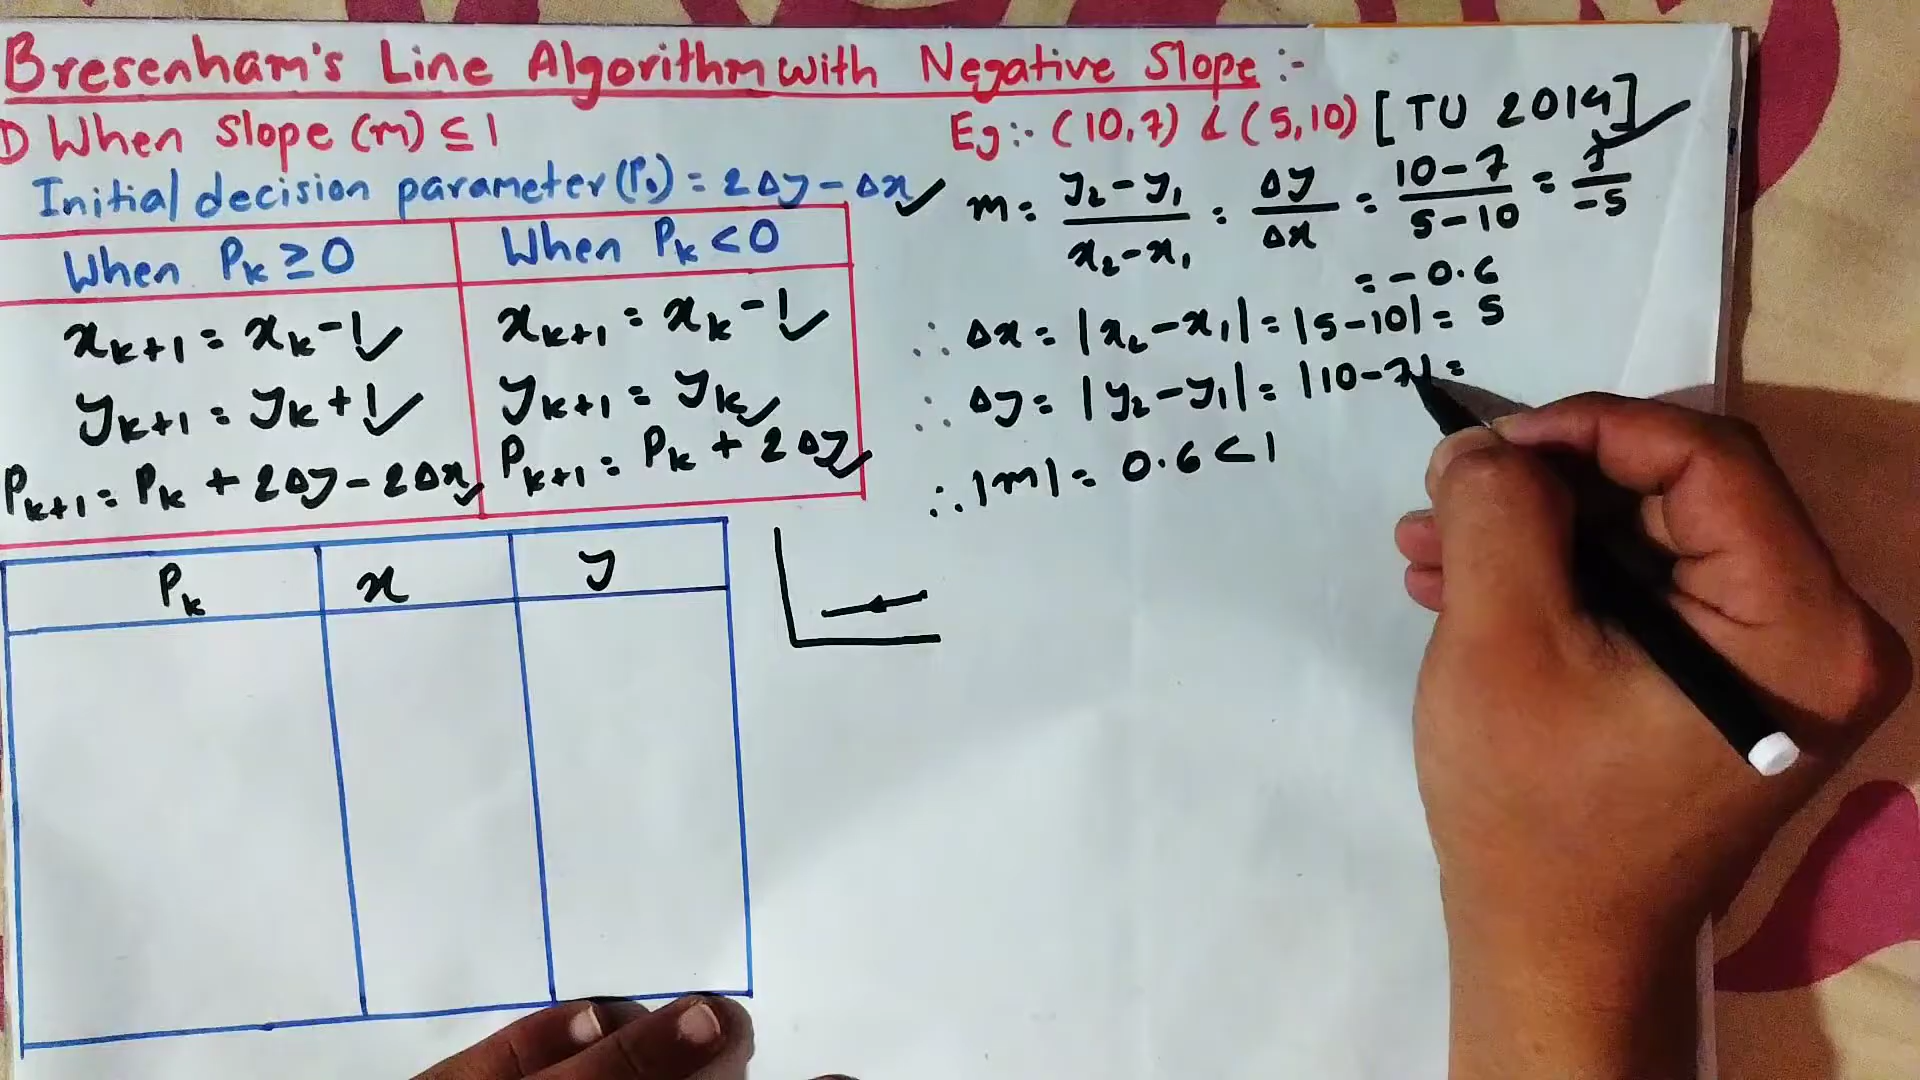 Bresenham's Line Algorithm with Negative Slope :-
① When Slope (m) ≤ 1
Initial decision parameter (P₀) = 2Δy - Δx ✓
When Pₖ ≥ 0
xₖ₊₁ = xₖ - 1 ✓
yₖ₊₁ = yₖ + 1 ✓
Pₖ₊₁ = Pₖ + 2Δy - 2Δx ✓
When Pₖ < 0
xₖ₊₁ = xₖ - 1 ✓
yₖ₊₁ = yₖ ✓
Pₖ₊₁ = Pₖ + 2Δy ✓
Pₖ x y
Eg :- (10,7) & (5,10) [TU 2014] ✓
m = y₂ - y₁ / x₂ - x₁ = Δy / Δx = 10 - 7 / 5 - 10 = 3 / -5
= -0.6
∴ Δx = |x₂ - x₁| = |5 - 10| = 5
∴ Δy = |y₂ - y₁| = |10 - 7| =
∴ |m| = 0.6 < 1